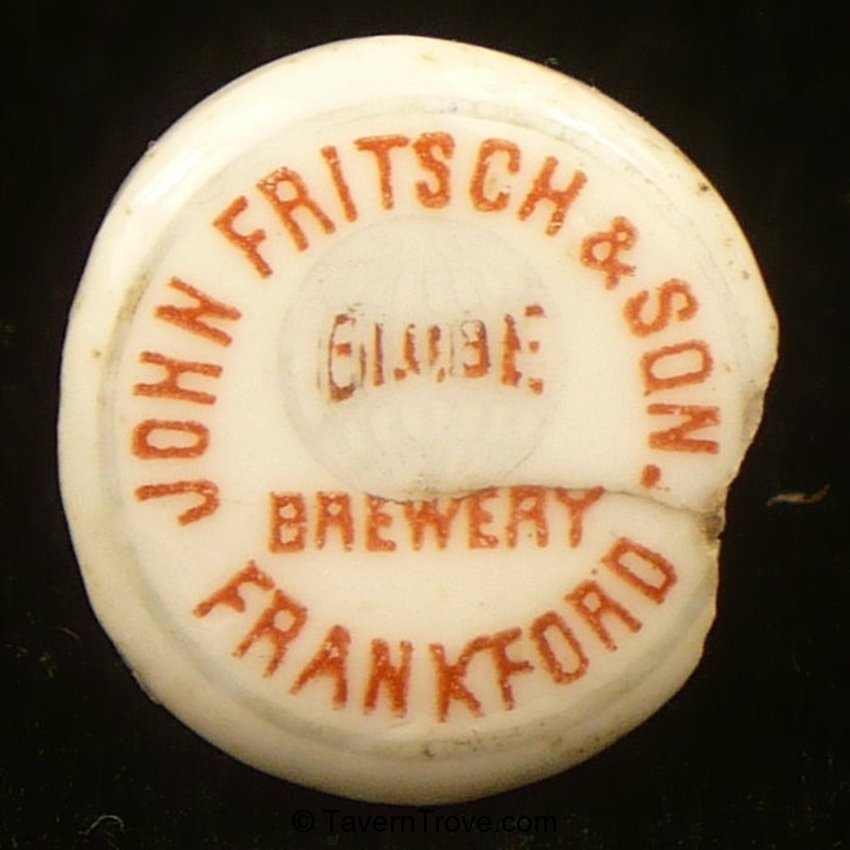 JOHN FRITSCH & SON.
GLOBE
BREWERY
FRANKFORD
© TavernTrove.com